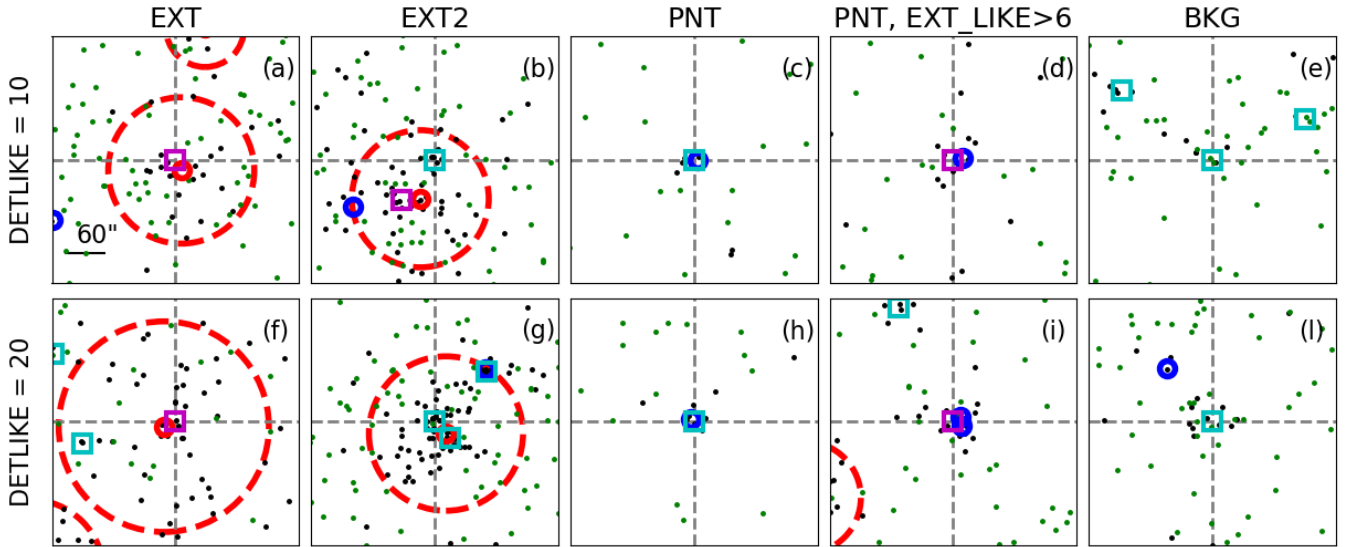 EXT EXT2 PNT PNT, EXT_LIKE>6 BKG
DETLIKE = 10
(a) (b) (c) (d) (e)
60"
DETLIKE = 20
(f) (g) (h) (i) (l)